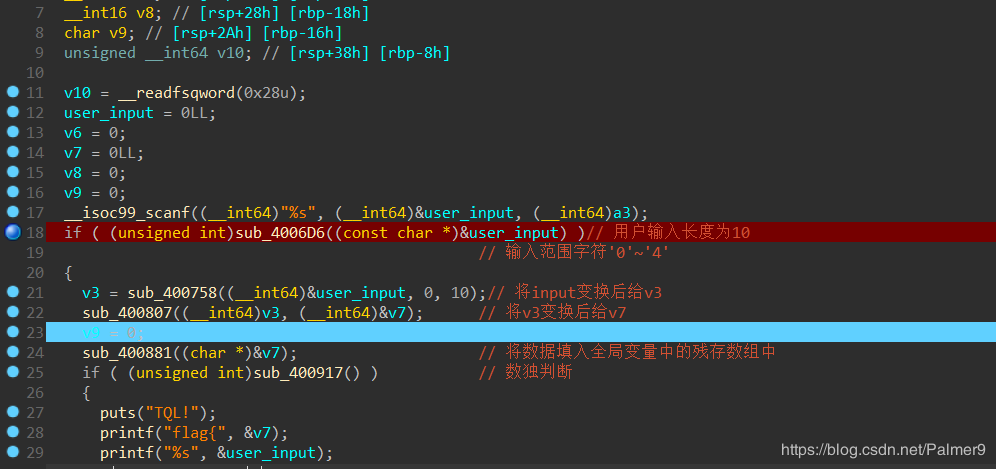 7 __int16 v8; // [rsp+28h] [rbp-18h]
8 char v9; // [rsp+2Ah] [rbp-16h]
9 unsigned __int64 v10; // [rsp+38h] [rbp-8h]
10
11 v10 = __readfsqword(0x28u);
12 user_input = 0LL;
13 v6 = 0;
14 v7 = 0LL;
15 v8 = 0;
16 v9 = 0;
17 __isoc99_scanf((__int64)"%s", (__int64)&user_input, (__int64)a3);
18 if ( (unsigned int)sub_4006D6((const char *)&user_input) )// 用户输入长度为10
19 // 输入范围字符'0'~'4'
20 {
21 v3 = sub_400758((__int64)&user_input, 0, 10);// 将input变换后给v3
22 sub_400807((__int64)v3, (__int64)&v7); // 将v3变换后给v7
23 v9 = 0;
24 sub_400881((char *)&v7); // 将数据填入全局变量中的残存数组中
25 if ( (unsigned int)sub_400917() ) // 数独判断
26 {
27 puts("TQL!");
28 printf("flag{", &v7);
29 printf("%s", &user_input);
https://blog.csdn.net/Palmer9